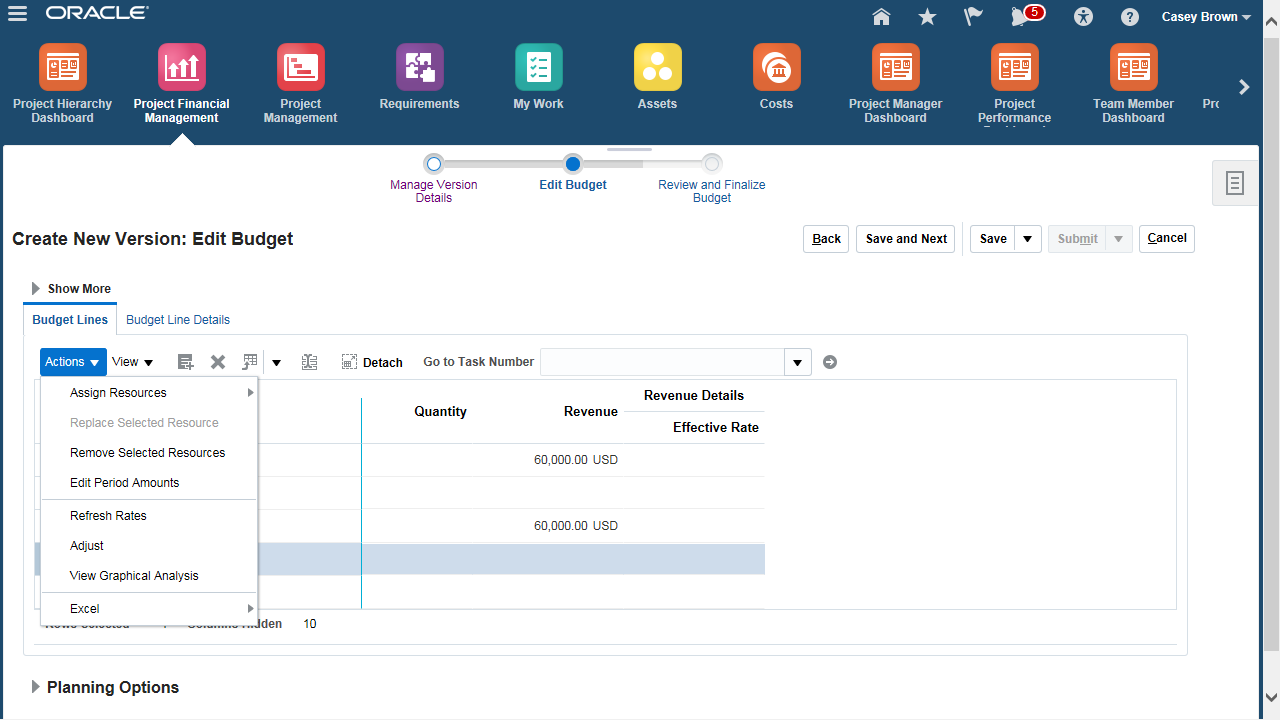 ORACLE
5
Casey Brown
Project Hierarchy
Dashboard
Project Financial
Management
Project
Management
Requirements
My Work
Assets
Costs
Project Manager
Dashboard
Project
Performance
Team Member
Dashboard
Manage Version
Details
Edit Budget
Review and Finalize
Budget
Create New Version: Edit Budget
Back
Save and Next
Save
Submit
Cancel
Show More
Budget Lines
Budget Line Details
Actions
View
Detach
Go to Task Number
Assign Resources
Replace Selected Resource
Remove Selected Resources
Edit Period Amounts
Refresh Rates
Adjust
View Graphical Analysis
Excel
Quantity
Revenue
Revenue Details
Effective Rate
60,000.00 USD
60,000.00 USD
Rows Selected
Columns Hidden 10
Planning Options